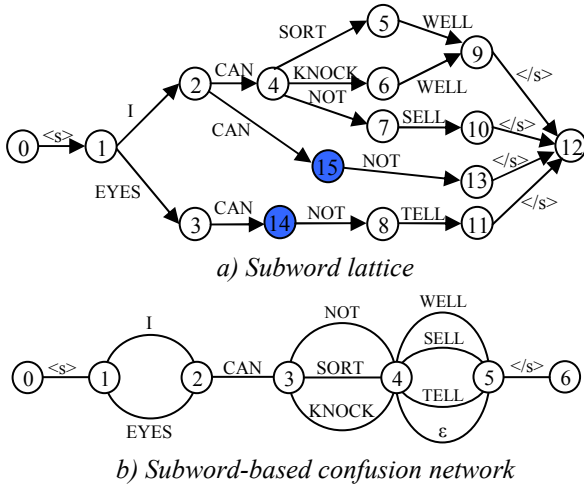 SORT 5 WELL
9
2 CAN 4 KNOCK 6 WELL </s>
I NOT
CAN 7 SELL 10 </s>
0 <s> 1 12
15 NOT </s>
EYES 13 </s>
3 CAN 14 NOT 8 TELL 11
a) Subword lattice
I NOT WELL
SELL
0 <s> 1 2 CAN 3 SORT 4 5 </s> 6
TELL
EYES KNOCK ε
b) Subword-based confusion network